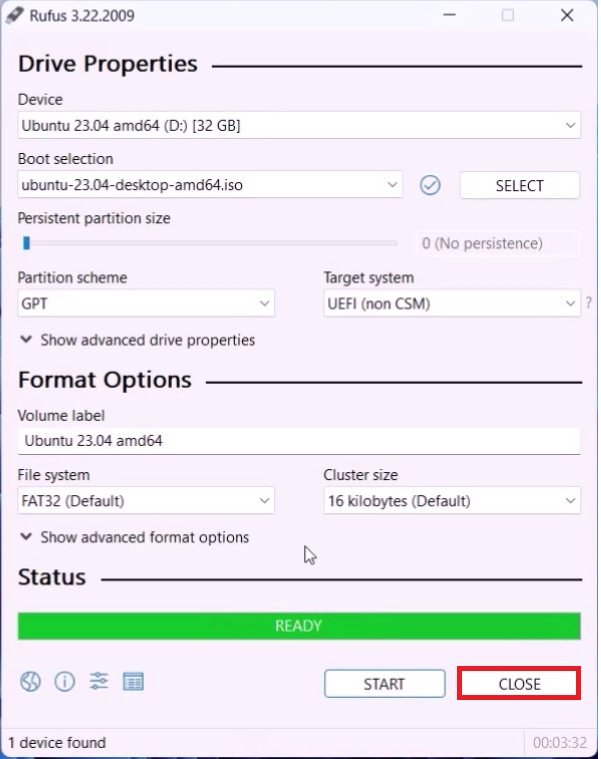 Rufus 3.22.2009
Drive Properties
Device
Ubuntu 23.04 amd64 (D:) [32 GB]
Boot selection
ubuntu-23.04-desktop-amd64.iso
SELECT
Persistent partition size
0 (No persistence)
Partition scheme
Target system
GPT
UEFI (non CSM)
?
Show advanced drive properties
Format Options
Volume label
Ubuntu 23.04 amd64
File system
Cluster size
FAT32 (Default)
16 kilobytes (Default)
Show advanced format options
Status
READY
START
CLOSE
1 device found
00:03:32